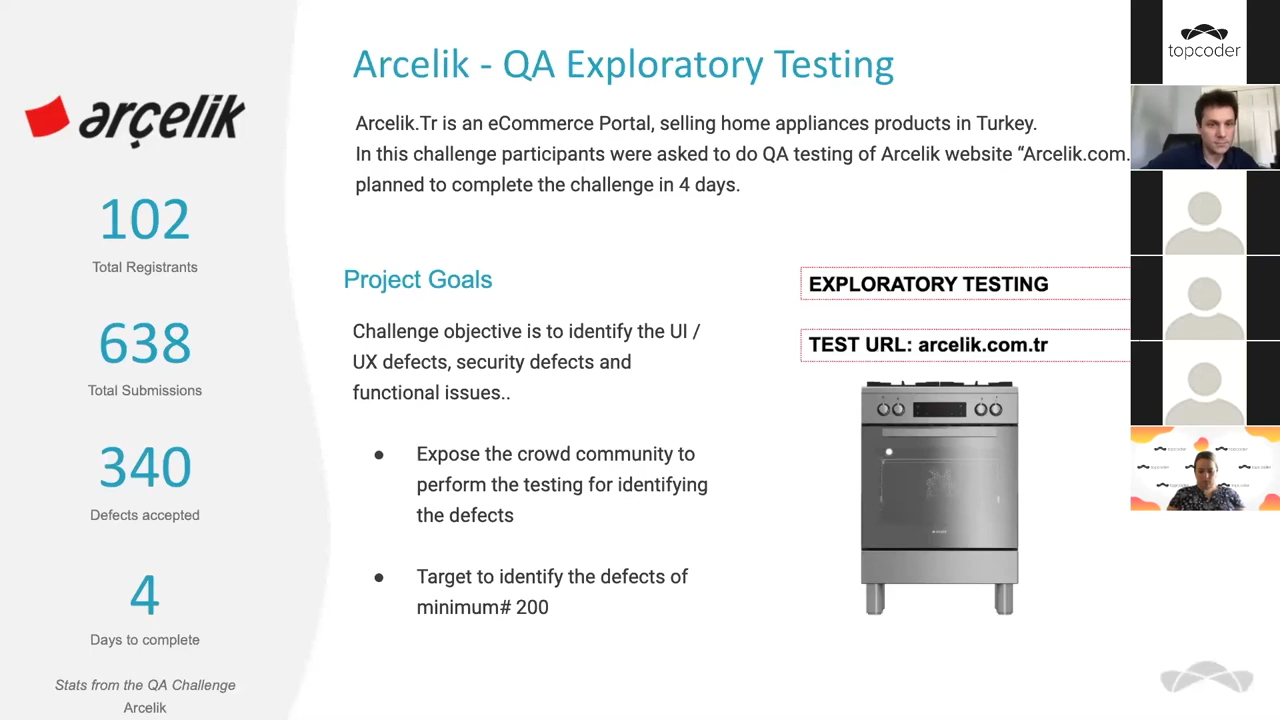 Arcelik - QA Exploratory Testing
arçelik
Arcelik.Tr is an eCommerce Portal, selling home appliances products in Turkey.
In this challenge participants were asked to do QA testing of Arcelik website “Arcelik.com.
planned to complete the challenge in 4 days.
102
Total Registrants
638
Total Submissions
340
Defects accepted
4
Days to complete
Stats from the QA Challenge
Arcelik
Project Goals
Challenge objective is to identify the UI /
UX defects, security defects and
functional issues..
● Expose the crowd community to
perform the testing for identifying
the defects
● Target to identify the defects of
minimum# 200
EXPLORATORY TESTING
TEST URL: arcelik.com.tr
topcoder